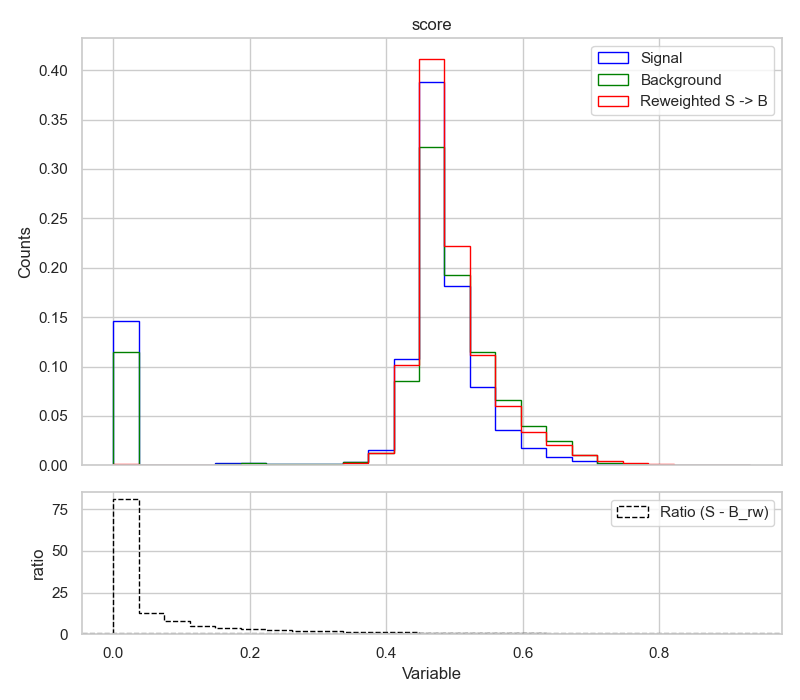 score
Counts
0.40
0.35
0.30
0.25
0.20
0.15
0.10
0.05
0.00
Signal
Background
Reweighted S -> B
ratio
75
50
25
0
Ratio (S - B_rw)
0.0 0.2 0.4 0.6 0.8
Variable